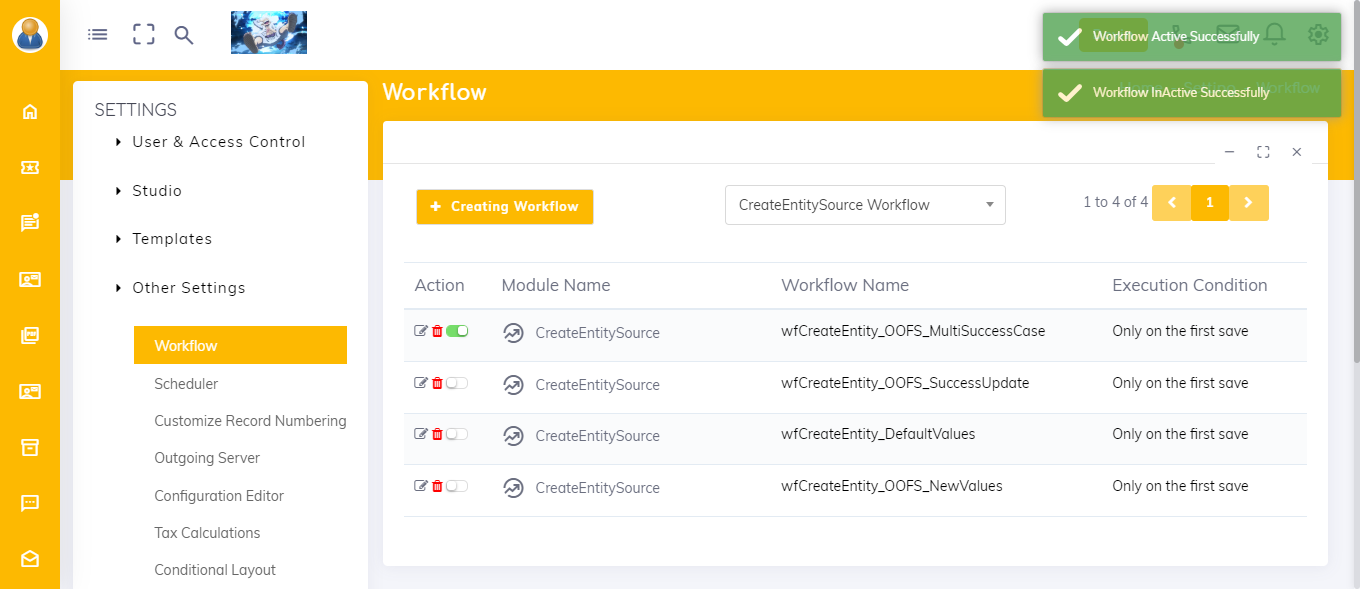 Workflow Active Successfully
Workflow InActive Successfully
Workflow
SETTINGS
User & Access Control
Studio
Templates
Other Settings
Workflow
Scheduler
Customize Record Numbering
Outgoing Server
Configuration Editor
Tax Calculations
Conditional Layout
Creating Workflow
CreateEntitySource Workflow
1 to 4 of 4
1
Action Module Name Workflow Name Execution Condition
CreateEntitySource wfCreateEntity_OOFS_MultiSuccessCase Only on the first save
CreateEntitySource wfCreateEntity_OOFS_SuccessUpdate Only on the first save
CreateEntitySource wfCreateEntity_DefaultValues Only on the first save
CreateEntitySource wfCreateEntity_OOFS_NewValues Only on the first save